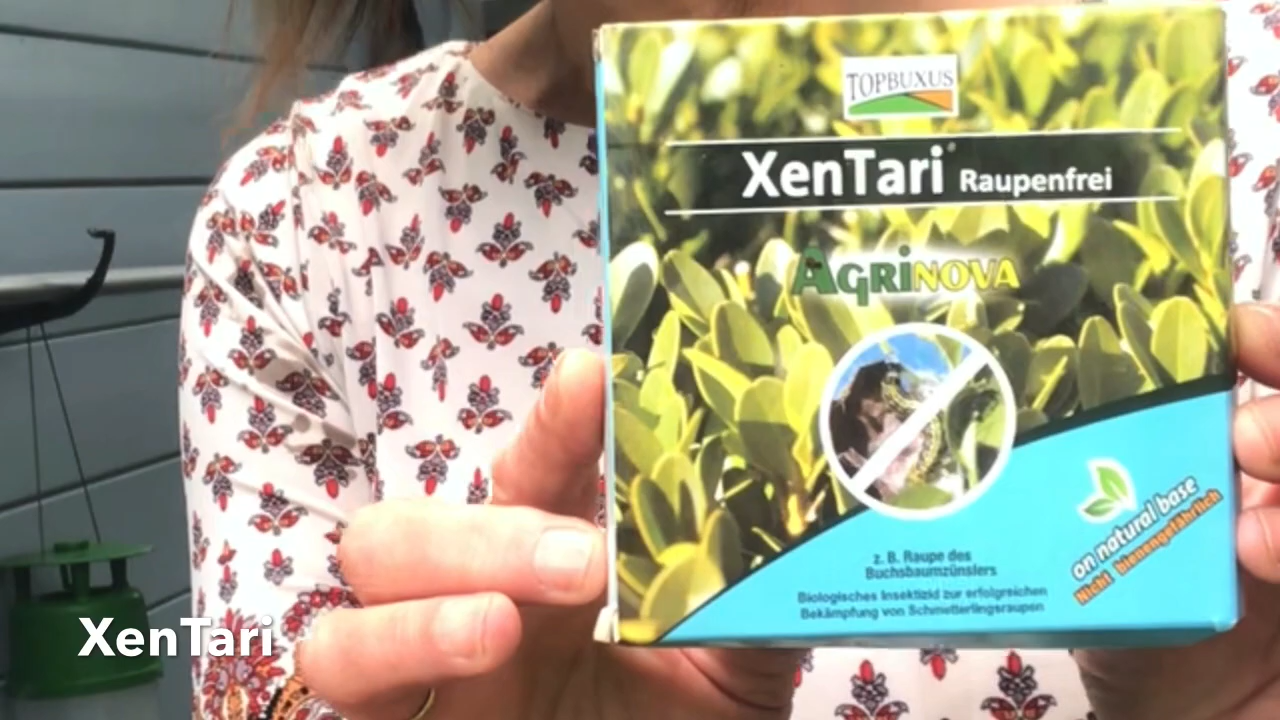 TOPBUXUS
XenTari® Raupenfrei
AGRINOVA
on natural base
Nicht bienengefährlich
z. B. Raupe des
Buchsbaumzünslers
Biologisches Insektizid zur erfolgreichen
Bekämpfung von Schmetterlingsraupen
XenTari